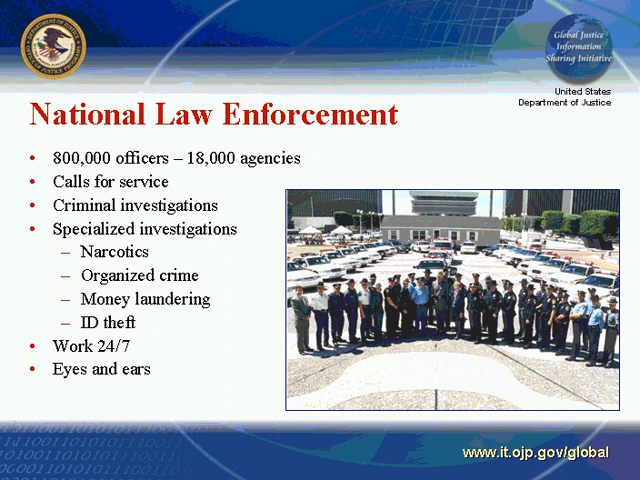 Global Justice
Information
Sharing Initiative
United States
Department of Justice
National Law Enforcement
• 800,000 officers – 18,000 agencies
• Calls for service
• Criminal investigations
• Specialized investigations
– Narcotics
– Organized crime
– Money laundering
– ID theft
• Work 24/7
• Eyes and ears
www.it.ojp.gov/global